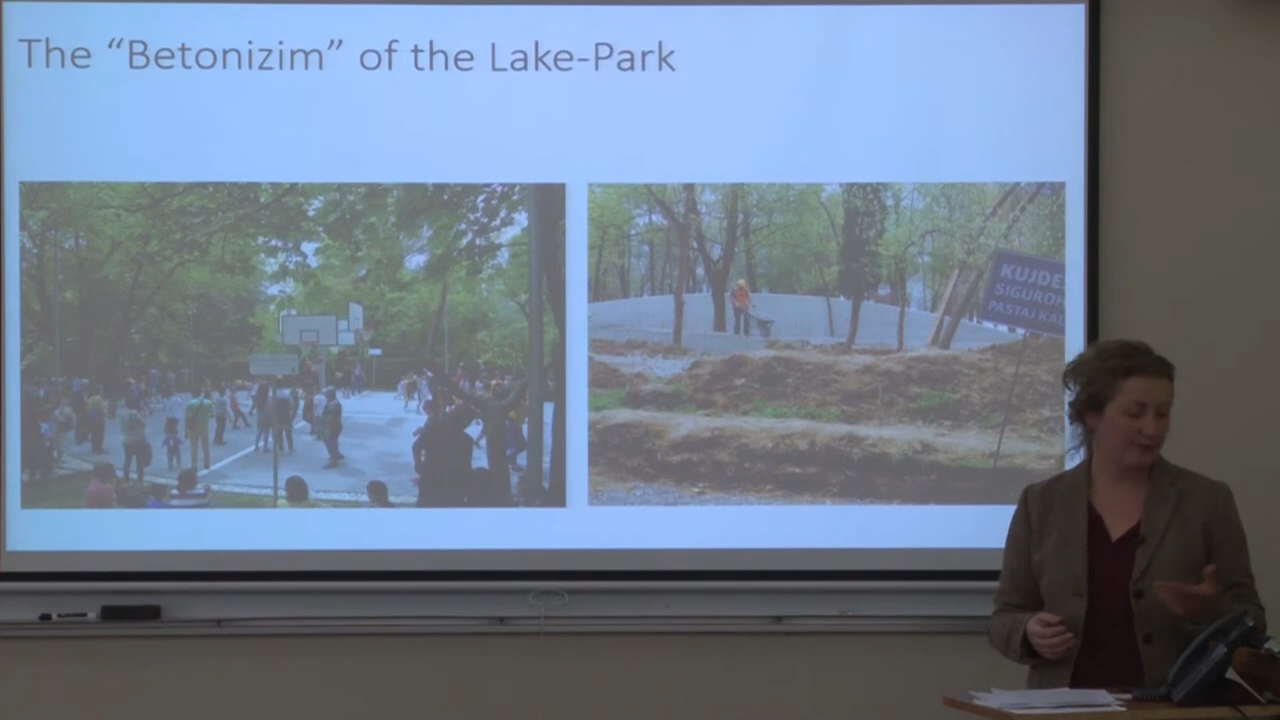 The “Betonizim” of the Lake-Park
KUJDE
SIGUROH
PASTAJ KAL